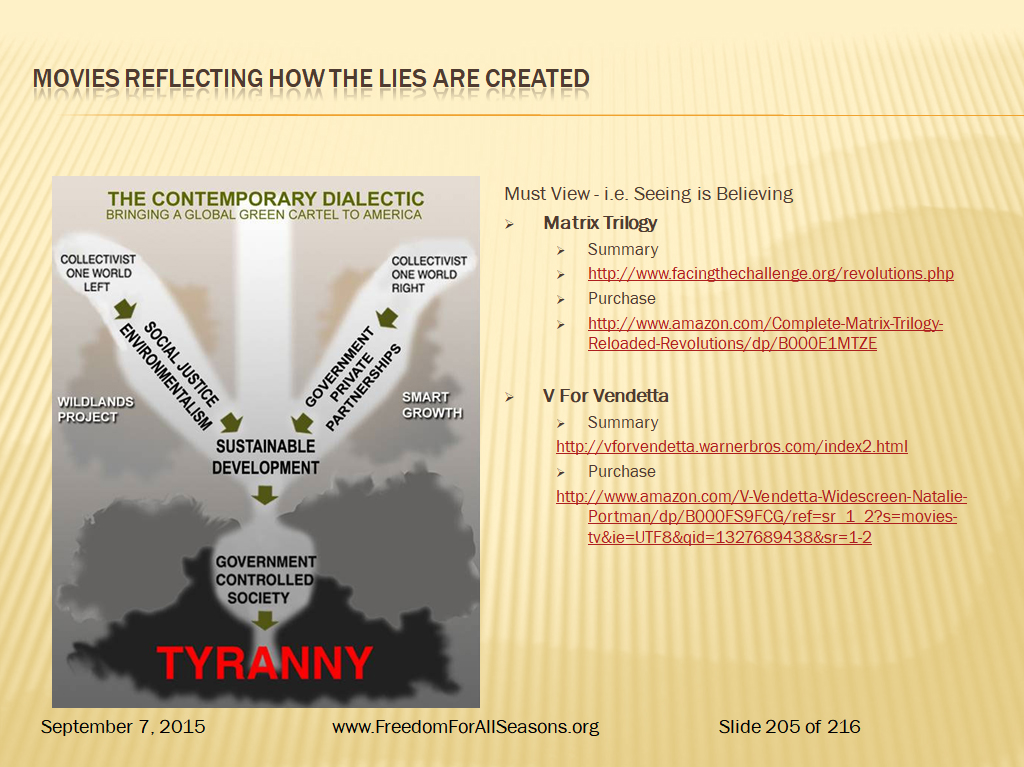 MOVIES REFLECTING HOW THE LIES ARE CREATED
THE CONTEMPORARY DIALECTIC
BRINGING A GLOBAL GREEN CARTEL TO AMERICA
COLLECTIVIST
ONE WORLD
LEFT
COLLECTIVIST
ONE WORLD
RIGHT
SOCIAL JUSTICE
ENVIRONMENTALISM
GOVERNMENT
PRIVATE
PARTNERSHIPS
WILDLANDS
PROJECT
SMART
GROWTH
SUSTAINABLE
DEVELOPMENT
GOVERNMENT
CONTROLLED
SOCIETY
TYRANNY
Must View - i.e. Seeing is Believing
Matrix Trilogy
Summary
http://www.facingthechallenge.org/revolutions.php
Purchase
http://www.amazon.com/Complete-Matrix-Trilogy-
Reloaded-Revolutions/dp/B000E1MTZE
V For Vendetta
Summary
http://vforvendetta.warnerbros.com/index2.html
Purchase
http://www.amazon.com/V-Vendetta-Widescreen-Natalie-
Portman/dp/B000FS9FCG/ref=sr_1_2?s=movies-
tv&ie=UTF8&qid=1327689438&sr=1-2
September 7, 2015
www.FreedomForAllSeasons.org
Slide 205 of 216